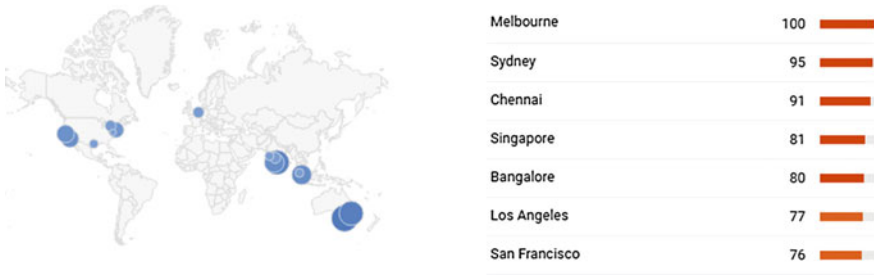 Melbourne 100
Sydney 95
Chennai 91
Singapore 81
Bangalore 80
Los Angeles 77
San Francisco 76